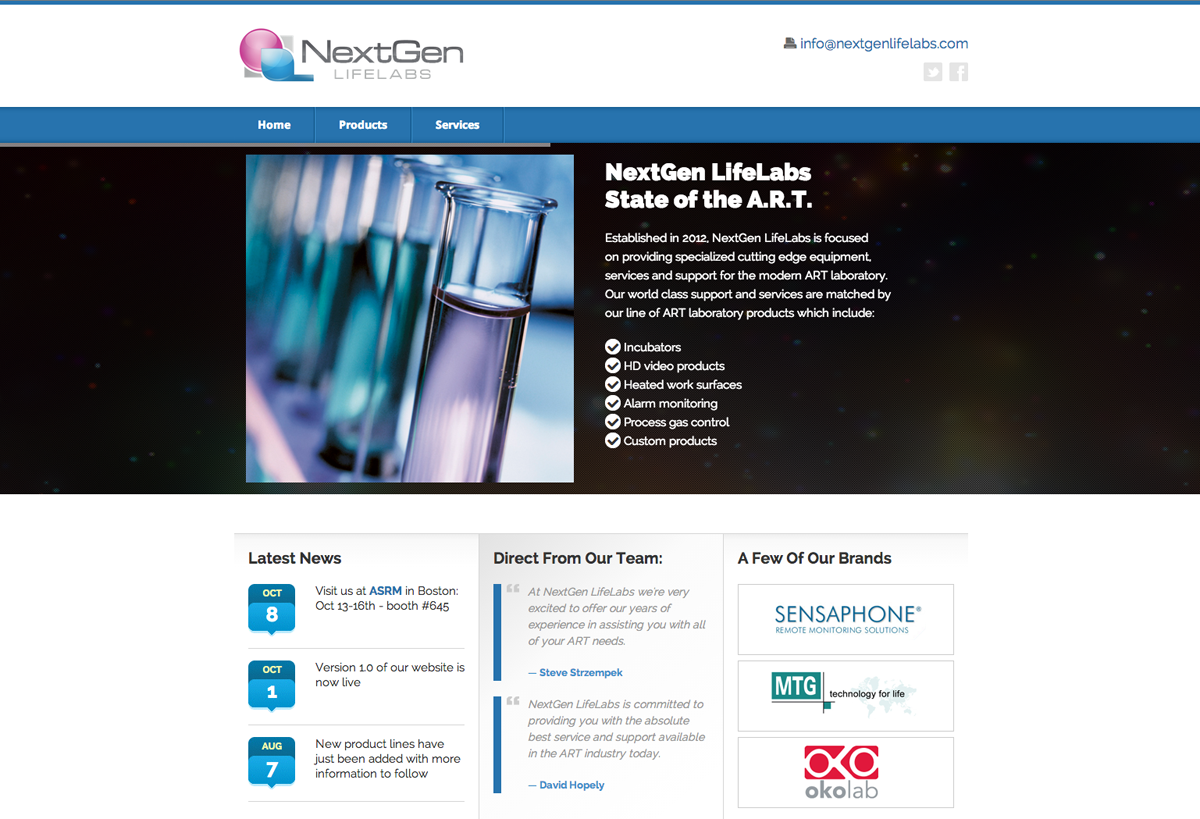 NextGen
LIFELABS
info@nextgenlifelabs.com
Home Products Services
NextGen LifeLabs
State of the A.R.T.
Established in 2012, NextGen LifeLabs is focused
on providing specialized cutting edge equipment,
services and support for the modern ART laboratory.
Our world class support and services are matched by
our line of ART laboratory products which include:
Incubators
HD video products
Heated work surfaces
Alarm monitoring
Process gas control
Custom products
Latest News
OCT
8
Visit us at ASRM in Boston:
Oct 13-16th - booth #645
OCT
1
Version 1.0 of our website is
now live
AUG
7
New product lines have
just been added with more
information to follow
Direct From Our Team:
“ At NextGen LifeLabs we're very
excited to offer our years of
experience in assisting you with all
of your ART needs.
— Steve Strzempek
“ NextGen LifeLabs is committed to
providing you with the absolute
best service and support available
in the ART industry today.
— David Hopely
A Few Of Our Brands
SENSAPHONE®
REMOTE MONITORING SOLUTIONS
MTG technology for life
okolab